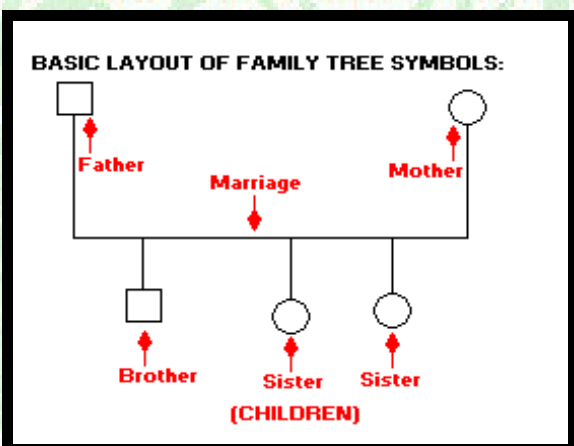 BASIC LAYOUT OF FAMILY TREE SYMBOLS:
Father
Mother
Marriage
Brother
Sister
Sister
(CHILDREN)